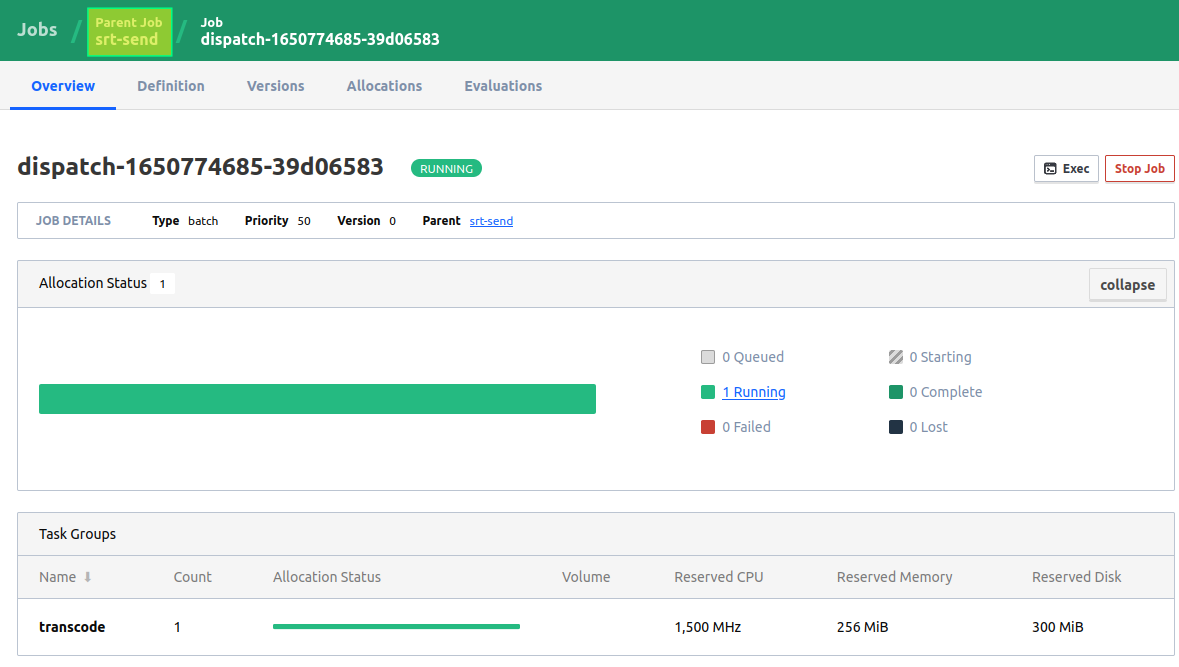 Jobs / Parent Job srt-send / Job dispatch-1650774685-39d06583
Overview Definition Versions Allocations Evaluations
dispatch-1650774685-39d06583 RUNNING Exec Stop Job
JOB DETAILS Type batch Priority 50 Version 0 Parent srt-send
Allocation Status 1 collapse
0 Queued 0 Starting
1 Running 0 Complete
0 Failed 0 Lost
Task Groups
Name Count Allocation Status Volume Reserved CPU Reserved Memory Reserved Disk
transcode 1 1,500 MHz 256 MiB 300 MiB